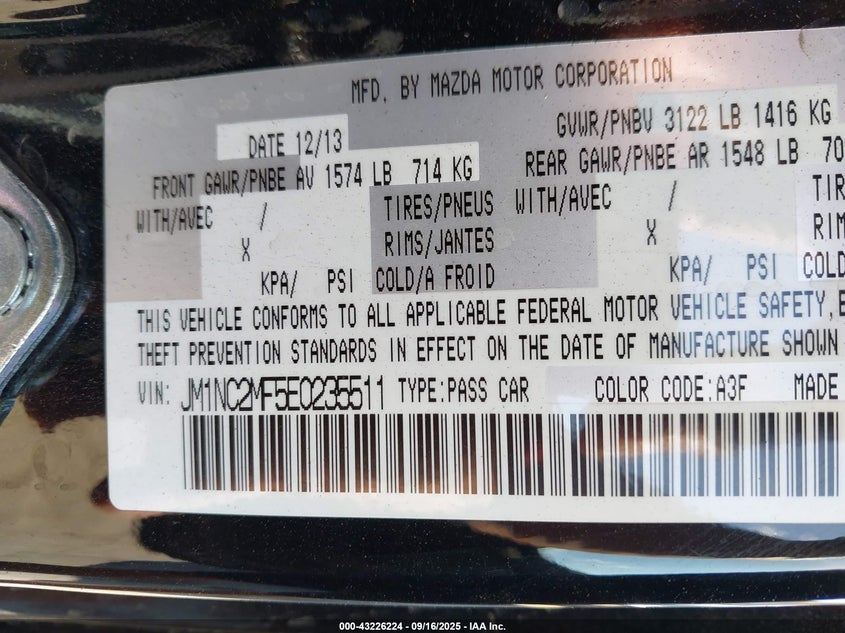 MFD. BY MAZDA MOTOR CORPORATION
DATE 12/13
GVWR/PNBV 3122 LB 1416 KG
FRONT GAWR/PNBE AV 1574 LB 714 KG
REAR GAWR/PNBE AR 1548 LB 70
WITH/AVEC / TIRES/PNEUS WITH/AVEC / TIR
X RIMS/JANTES X RIM
KPA/ PSI COLD/A FROID KPA/ PSI COLD
THIS VEHICLE CONFORMS TO ALL APPLICABLE FEDERAL MOTOR VEHICLE SAFETY,
THEFT PREVENTION STANDARDS IN EFFECT ON THE DATE OF MANUFACTURE SHOWN
VIN: JM1NC2MF5E0235511 TYPE:PASS CAR COLOR CODE:A3F MADE
000-43226224 - 09/16/2025 - IAA Inc.